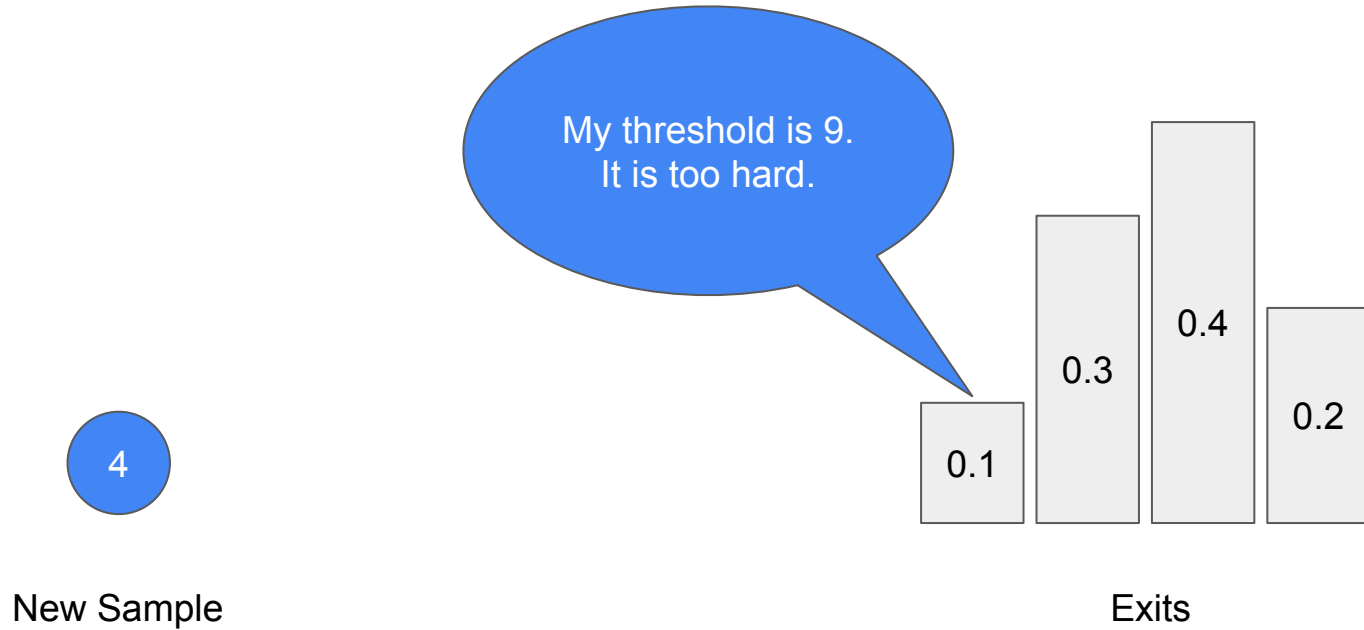 My threshold is 9.
It is too hard.
0.4
0.3
0.2
4
0.1
New Sample
Exits